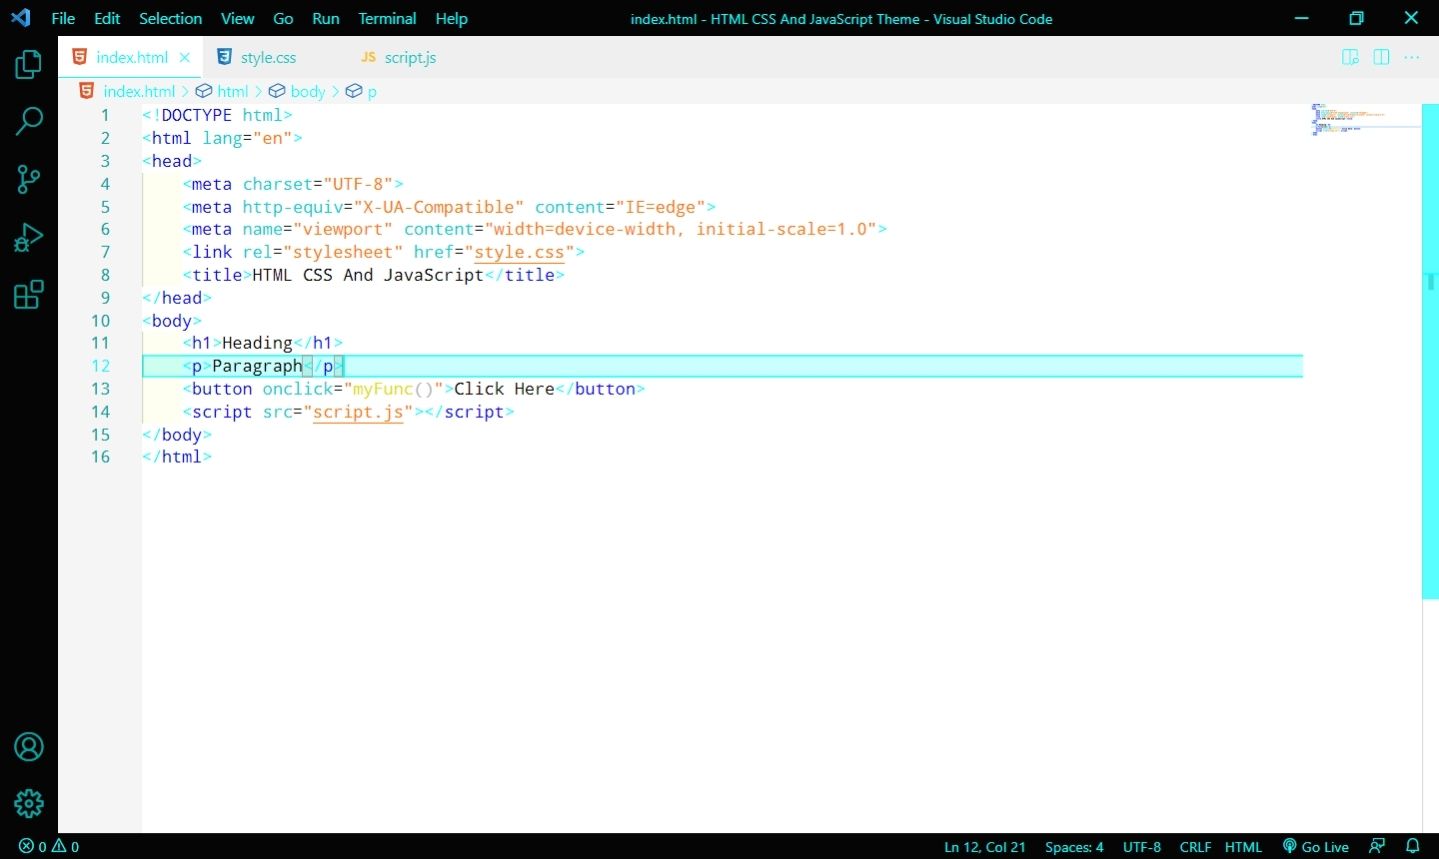 File Edit Selection View Go Run Terminal Help index.html - HTML CSS And JavaScript Theme - Visual Studio Code
index.html style.css JS script.js
index.html > html > body > p
1 <!DOCTYPE html>
2 <html lang="en">
3 <head>
4 <meta charset="UTF-8">
5 <meta http-equiv="X-UA-Compatible" content="IE=edge">
6 <meta name="viewport" content="width=device-width, initial-scale=1.0">
7 <link rel="stylesheet" href="style.css">
8 <title>HTML CSS And JavaScript</title>
9 </head>
10 <body>
11 <h1>Heading</h1>
12 <p>Paragraph</p>
13 <button onclick="myFunc()">Click Here</button>
14 <script src="script.js"></script>
15 </body>
16 </html>
0 0 Ln 12, Col 21 Spaces: 4 UTF-8 CRLF HTML Go Live